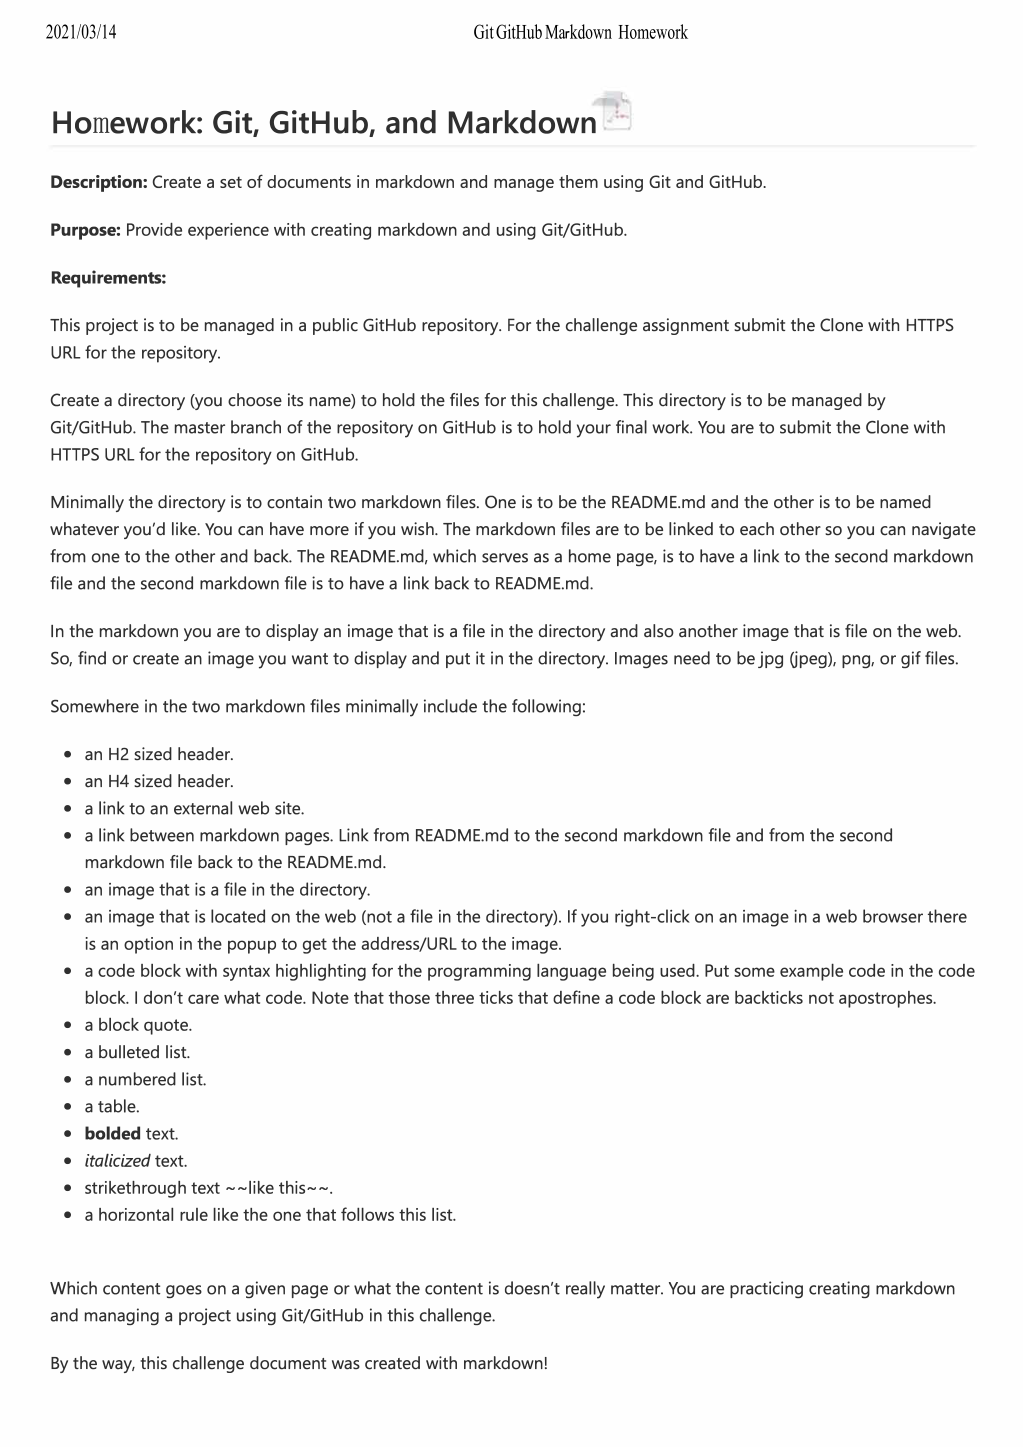 2021/03/14 Git GitHub Markdown Homework
Homework: Git, GitHub, and Markdown
Description: Create a set of documents in markdown and manage them using Git and GitHub.
Purpose: Provide experience with creating markdown and using Git/GitHub.
Requirements:
This project is to be managed in a public GitHub repository. For the challenge assignment submit the Clone with HTTPS
URL for the repository.
Create a directory (you choose its name) to hold the files for this challenge. This directory is to be managed by
Git/GitHub. The master branch of the repository on GitHub is to hold your final work. You are to submit the Clone with
HTTPS URL for the repository on GitHub.
Minimally the directory is to contain two markdown files. One is to be the README.md and the other is to be named
whatever you’d like. You can have more if you wish. The markdown files are to be linked to each other so you can navigate
from one to the other and back. The README.md, which serves as a home page, is to have a link to the second markdown
file and the second markdown file is to have a link back to README.md.
In the markdown you are to display an image that is a file in the directory and also another image that is file on the web.
So, find or create an image you want to display and put it in the directory. Images need to be jpg (jpeg), png, or gif files.
Somewhere in the two markdown files minimally include the following:
• an H2 sized header.
• an H4 sized header.
• a link to an external web site.
• a link between markdown pages. Link from README.md to the second markdown file and from the second
markdown file back to the README.md.
• an image that is a file in the directory.
• an image that is located on the web (not a file in the directory). If you right-click on an image in a web browser there
is an option in the popup to get the address/URL to the image.
• a code block with syntax highlighting for the programming language being used. Put some example code in the code
block. I don’t care what code. Note that those three ticks that define a code block are backticks not apostrophes.
• a block quote.
• a bulleted list.
• a numbered list.
• a table.
• bolded text.
• italicized text.
• strikethrough text ~~like this~~.
• a horizontal rule like the one that follows this list.
Which content goes on a given page or what the content is doesn’t really matter. You are practicing creating markdown
and managing a project using Git/GitHub in this challenge.
By the way, this challenge document was created with markdown!